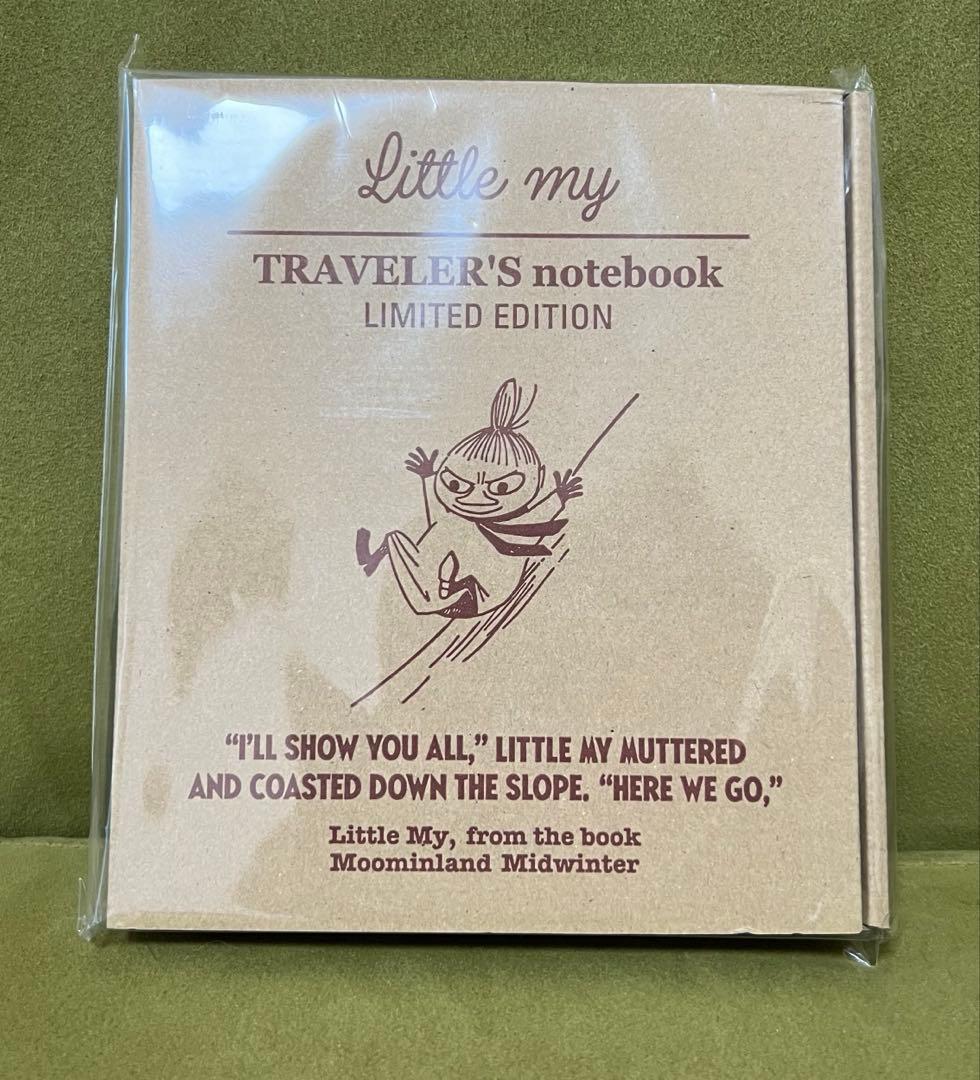 Little my
TRAVELER'S notebook
LIMITED EDITION
“I'LL SHOW YOU ALL,” LITTLE MY MUTTERED
AND COASTED DOWN THE SLOPE. “HERE WE GO,”
Little My, from the book
Moominland Midwinter